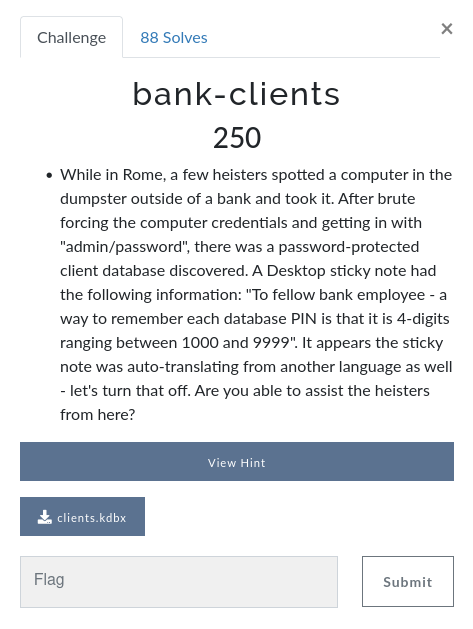 Challenge
88 Solves
×
bank-clients
250
• While in Rome, a few heisters spotted a computer in the
dumpster outside of a bank and took it. After brute
forcing the computer credentials and getting in with
"admin/password", there was a password-protected
client database discovered. A Desktop sticky note had
the following information: "To fellow bank employee - a
way to remember each database PIN is that it is 4-digits
ranging between 1000 and 9999". It appears the sticky
note was auto-translating from another language as well
- let's turn that off. Are you able to assist the heisters
from here?
View Hint
clients.kdbx
Flag
Submit